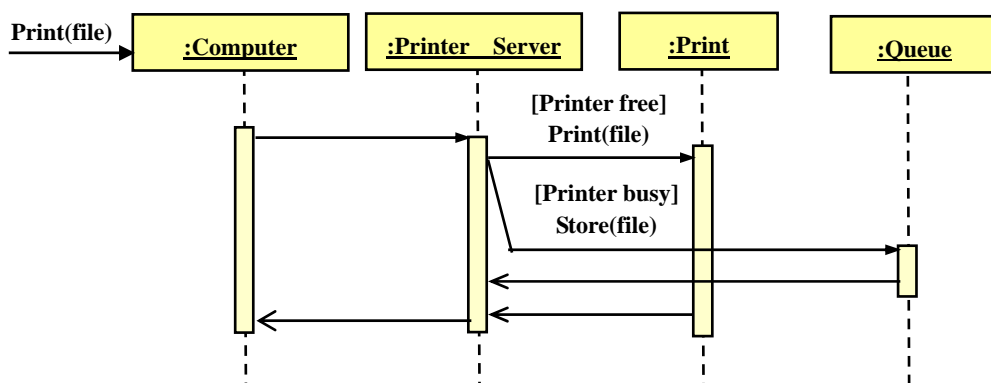 Print(file)
:Computer
:Printer Server
:Print
:Queue
[Printer free]
Print(file)
[Printer busy]
Store(file)